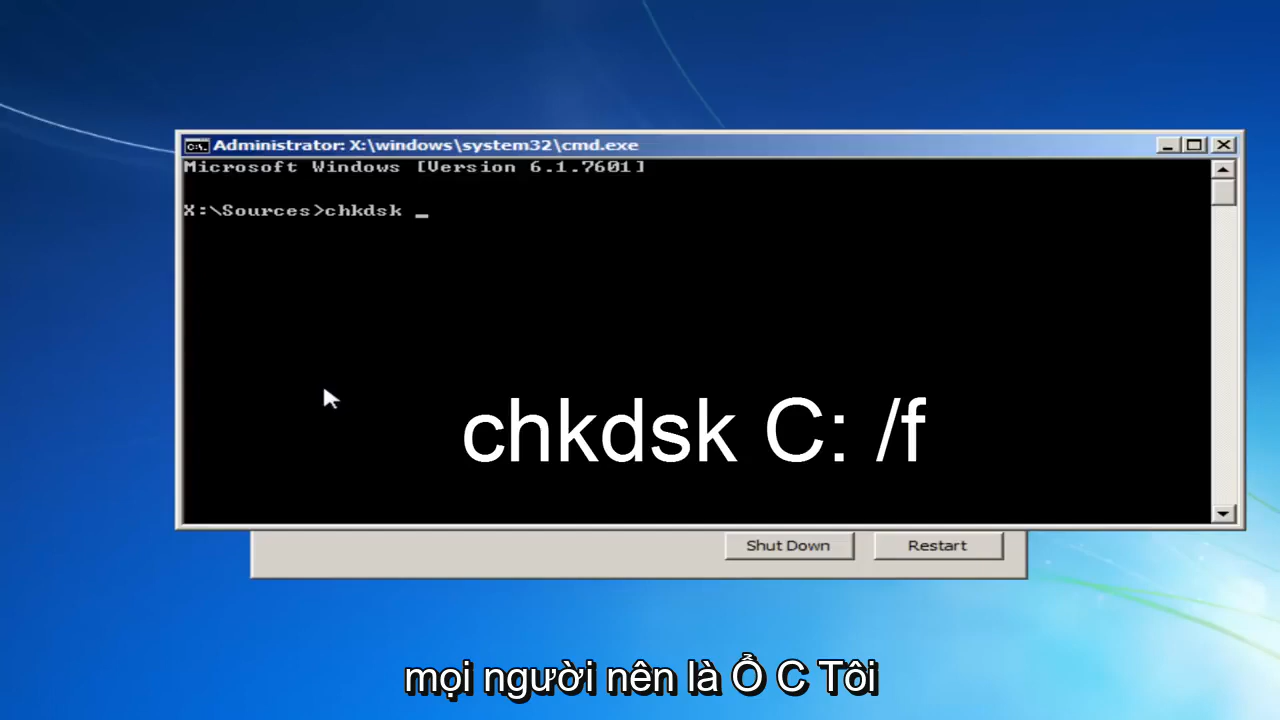 Administrator: X:\windows\system32\cmd.exe
Microsoft Windows [Version 6.1.7601]
X:\Sources>chkdsk _
chkdsk C: /f
Shut Down
Restart
mọi người nên là Ổ C Tôi